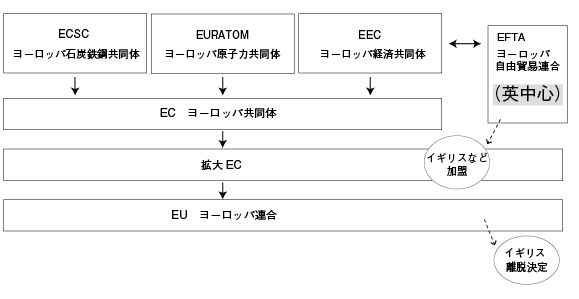 ECSC
ヨーロッパ石炭鉄鋼共同体
EURATOM
ヨーロッパ原子力共同体
EEC
ヨーロッパ経済共同体
EFTA
ヨーロッパ
自由貿易連合
(英中心)
EC ヨーロッパ共同体
イギリスなど
加盟
拡大 EC
EU ヨーロッパ連合
イギリス
離脱決定